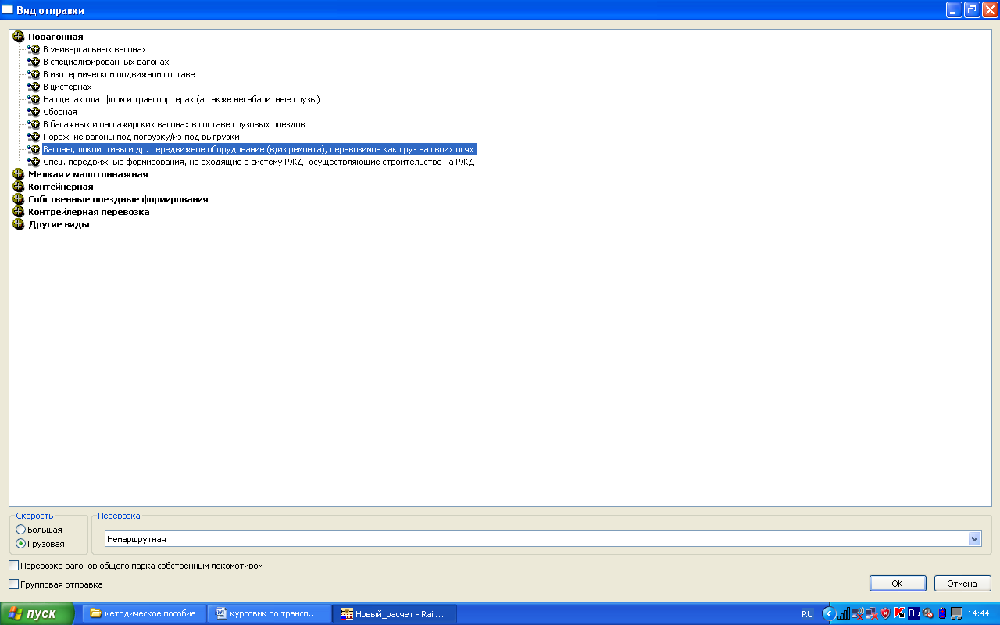 Вид отправки
Повагонная
В универсальных вагонах
В специализированных вагонах
В изотермическом подвижном составе
В цистернах
На сцепах платформ и транспортерах (а также негабаритные грузы)
Сборная
В багажных и пассажирских вагонах в составе грузовых поездов
Порожние вагоны под погрузку/из-под выгрузки
Вагоны, локомотивы и др. передвижное оборудование (в/из ремонта), перевозимое как груз на своих осях
Спец. передвижные формирования, не входящие в систему РЖД, осуществляющие строительство на РЖД
Мелкая и малотоннажная
Контейнерная
Собственные поездные формирования
Контрейлерная перевозка
Другие виды
Скорость
Большая
Грузовая
Перевозка
Немаршрутная
Перевозка вагонов общего парка собственным локомотивом
Групповая отправка
OK
Отмена
пуск
методическое пособие
курсовик по трансп...
Новый_расчет - Rail...
RU
Ru
14:44